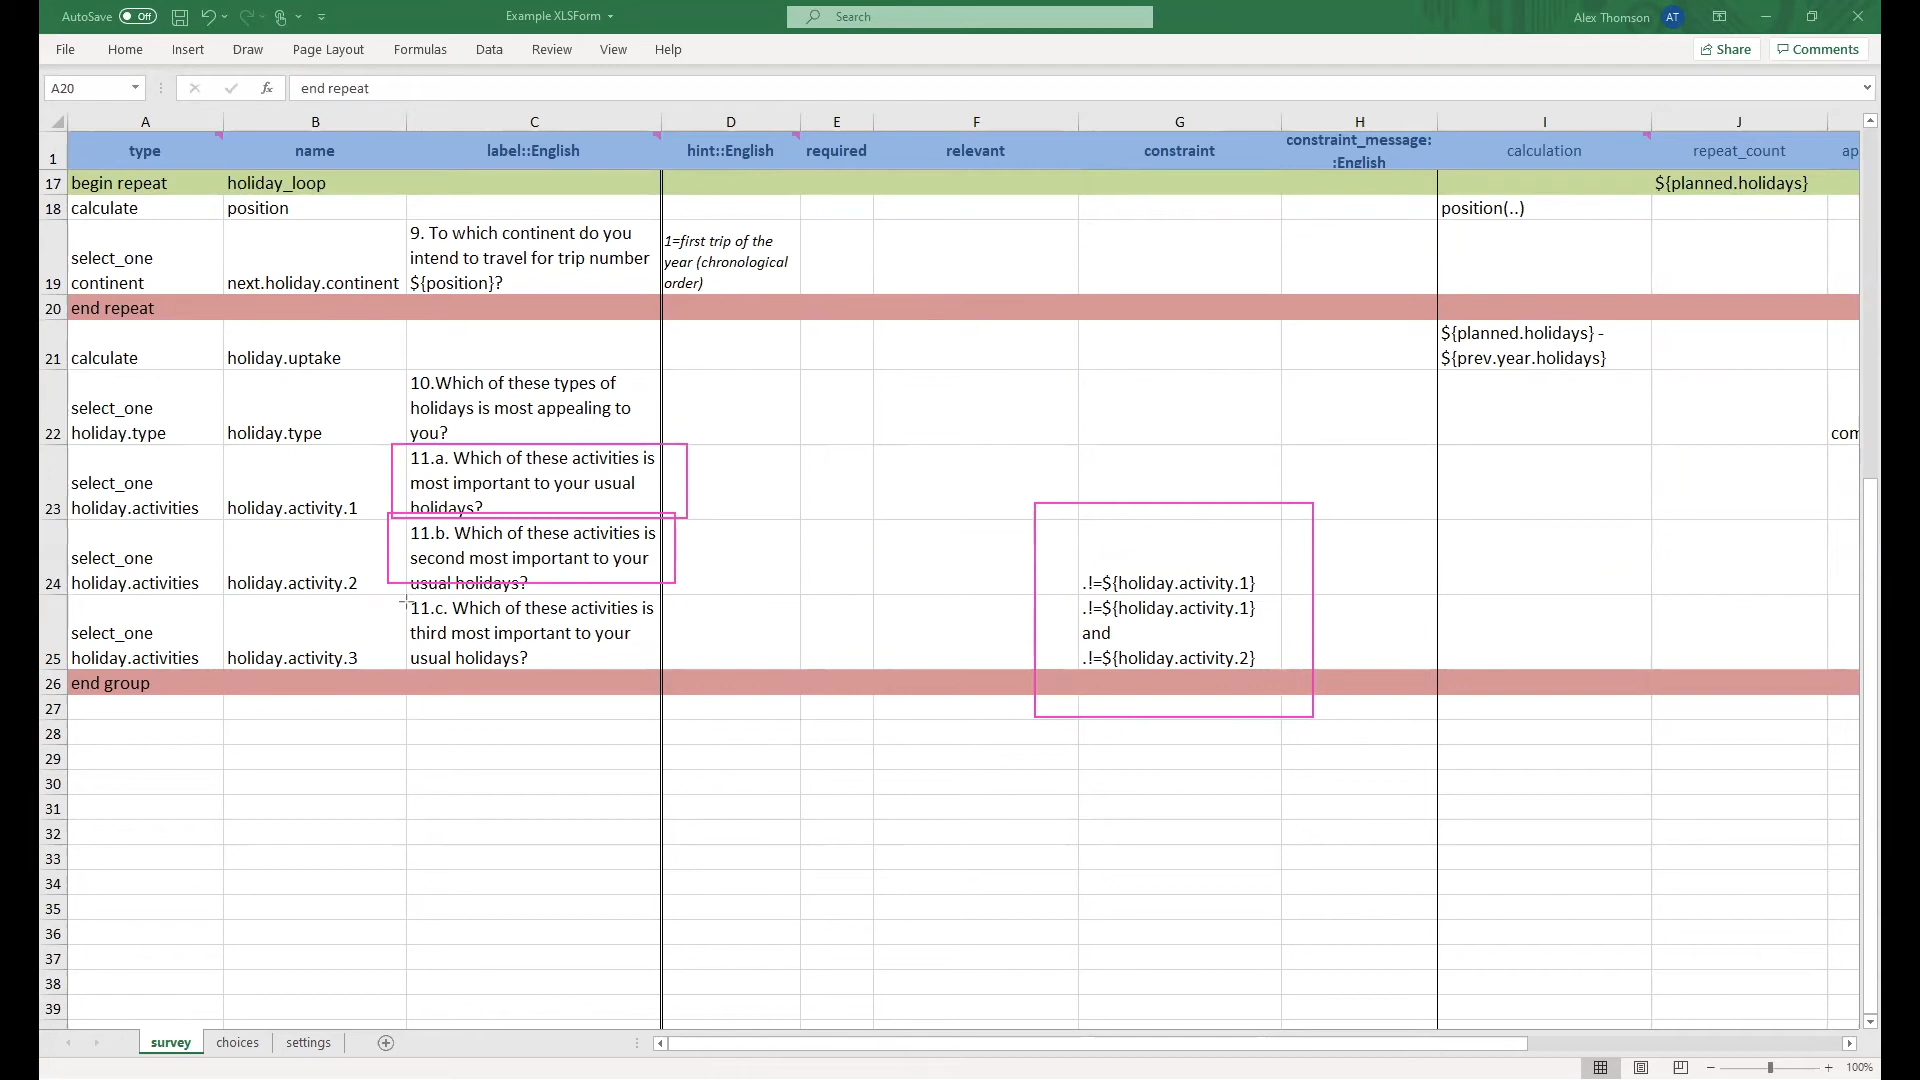 AutoSave Off
Example XLSForm
Search
Alex Thomson AT
File Home Insert Draw Page Layout Formulas Data Review View Help Share Comments
A20 fx end repeat
A B C D E F G H I J
1 type name label::English hint::English required relevant constraint constraint_message: calculation repeat_count ap
:English
17 begin repeat holiday_loop ${planned.holidays}
18 calculate position position(..)
9. To which continent do you
intend to travel for trip number
${position}?
1=first trip of the
year (chronological
order)
select_one
19 continent next.holiday.continent
20 end repeat
${planned.holidays} -
${prev.year.holidays}
21 calculate holiday.uptake
10.Which of these types of
holidays is most appealing to
you?
select_one
22 holiday.type holiday.type com
11.a. Which of these activities is
most important to your usual
holidays?
select_one
23 holiday.activities holiday.activity.1
11.b. Which of these activities is
second most important to your
usual holidays?
select_one
24 holiday.activities holiday.activity.2 .!=${holiday.activity.1}
11.c. Which of these activities is
third most important to your
usual holidays?
.!=${holiday.activity.1}
and
.!=${holiday.activity.2}
select_one
25 holiday.activities holiday.activity.3
26 end group
27
28
29
30
31
32
33
34
35
36
37
38
39
survey choices settings
100%